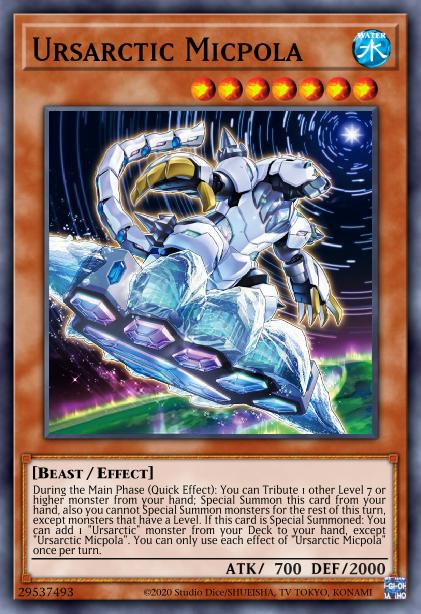 URSARCTIC MICPOLA
WATER
水
[BEAST / EFFECT]
During the Main Phase (Quick Effect): You can Tribute 1 other Level 7 or
higher monster from your hand; Special Summon this card from your
hand, also you cannot Special Summon monsters for the rest of this turn,
except monsters that have a Level. If this card is Special Summoned: You
can add 1 "Ursarctic" monster from your Deck to your hand, except
"Ursarctic Micpola". You can only use each effect of "Ursarctic Micpola"
once per turn.
ATK/ 700 DEF/2000
29537493 ©2020 Studio Dice/SHUEISHA, TV TOKYO, KONAMI